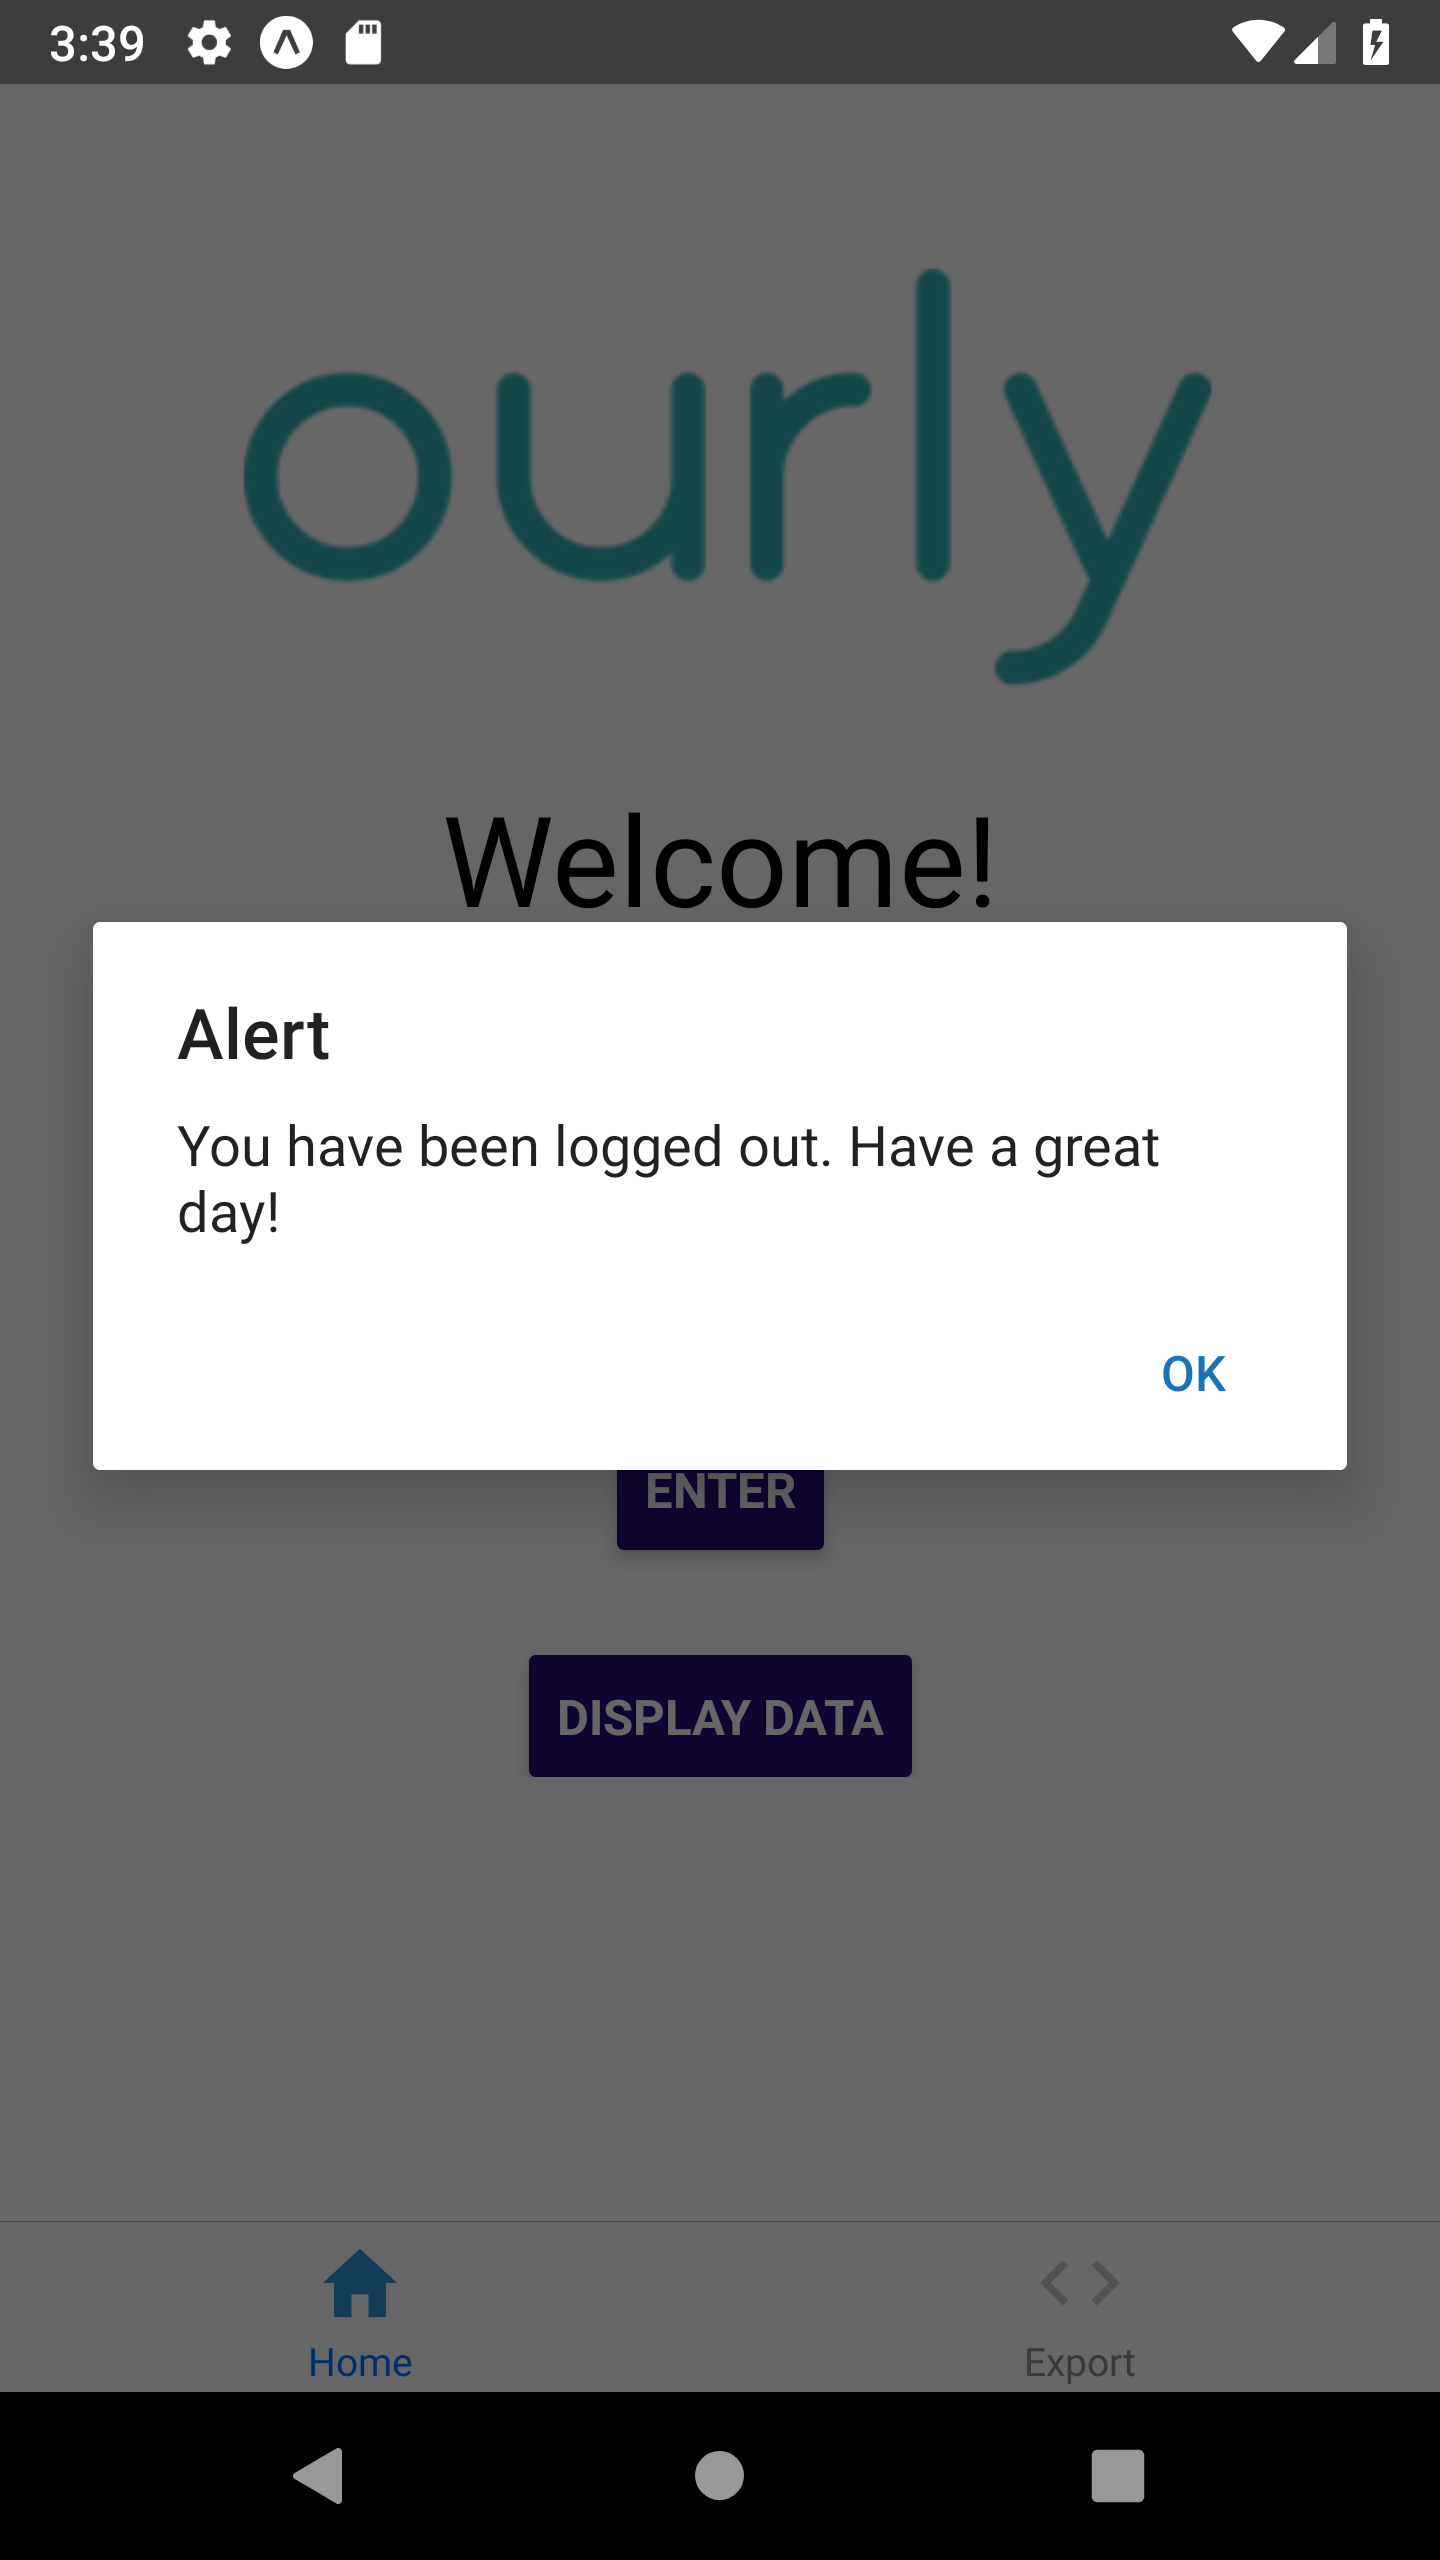 3:39
ourly
Welcome!
Alert
You have been logged out. Have a great
day!
OK
ENTER
DISPLAY DATA
Home
Export